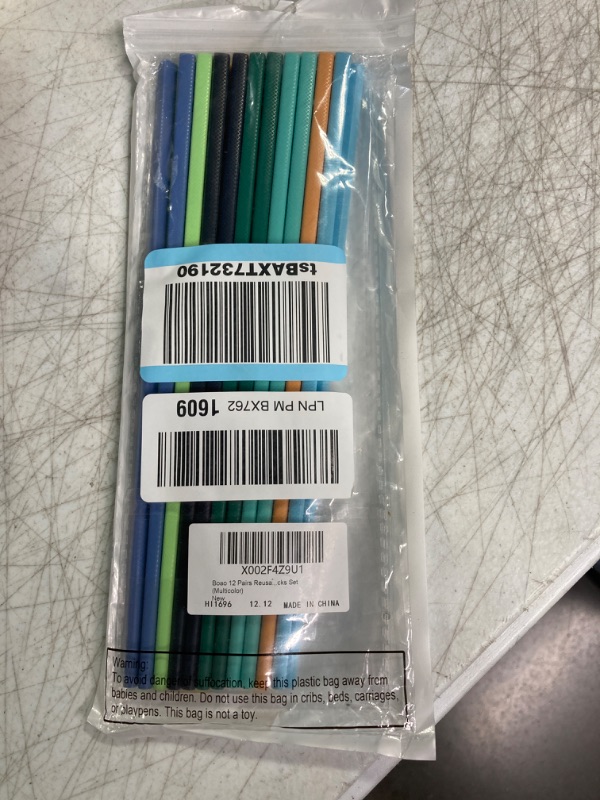 tsBAXT732190
LPN PM BX762 1609
X002F4Z9U1
Boao 12 Pairs Reusa...cks Set
(Multicolor)
New
HI1696 12.12 MADE IN CHINA
Warning:
To avoid danger of suffocation, keep this plastic bag away from
babies and children. Do not use this bag in cribs, beds, carriages,
or playpens. This bag is not a toy.